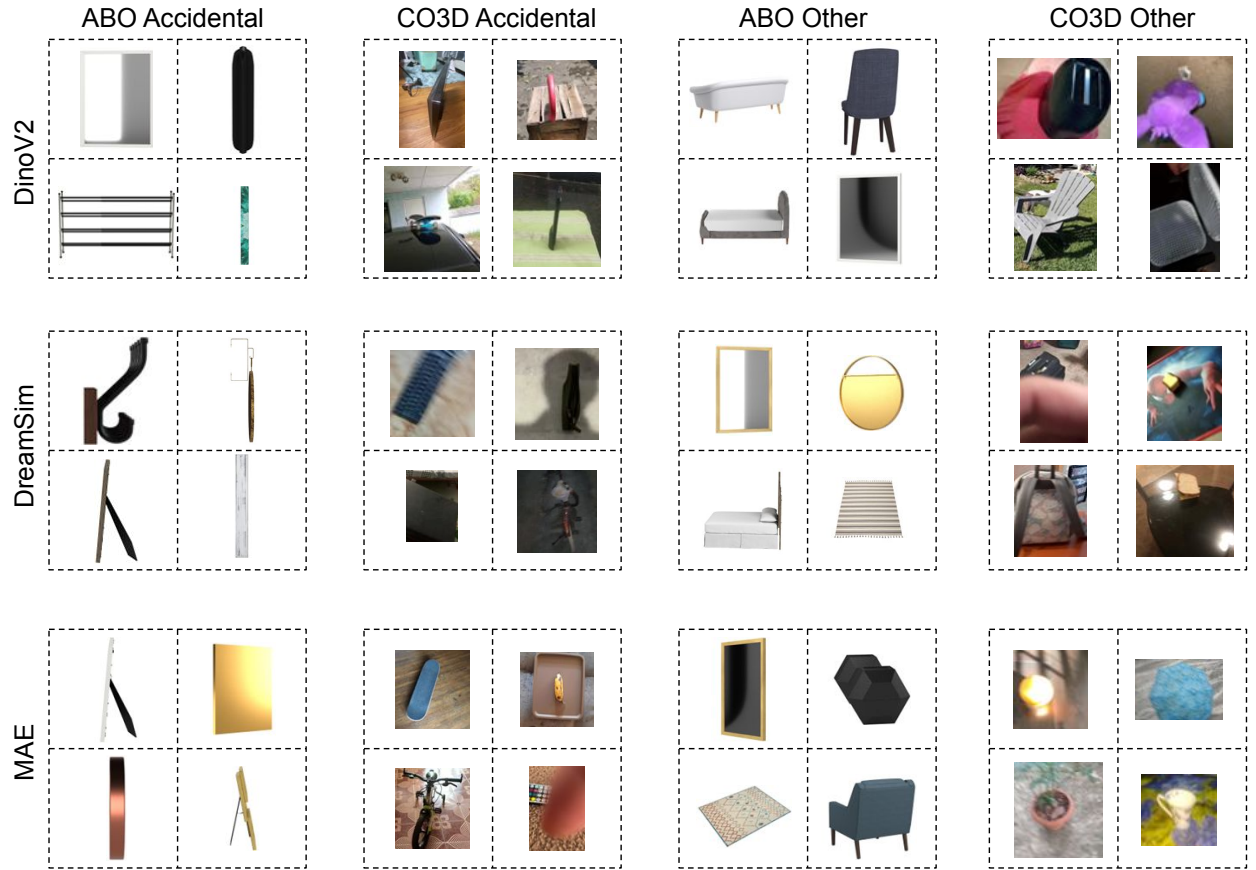 ABO Accidental
CO3D Accidental
ABO Other
CO3D Other
DinoV2
DreamSim
MAE